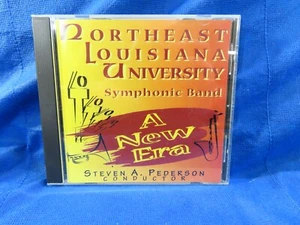 Northeast
Louisiana
University
Symphonic Band
A
New
Era
Steven A. Pederson
Conductor